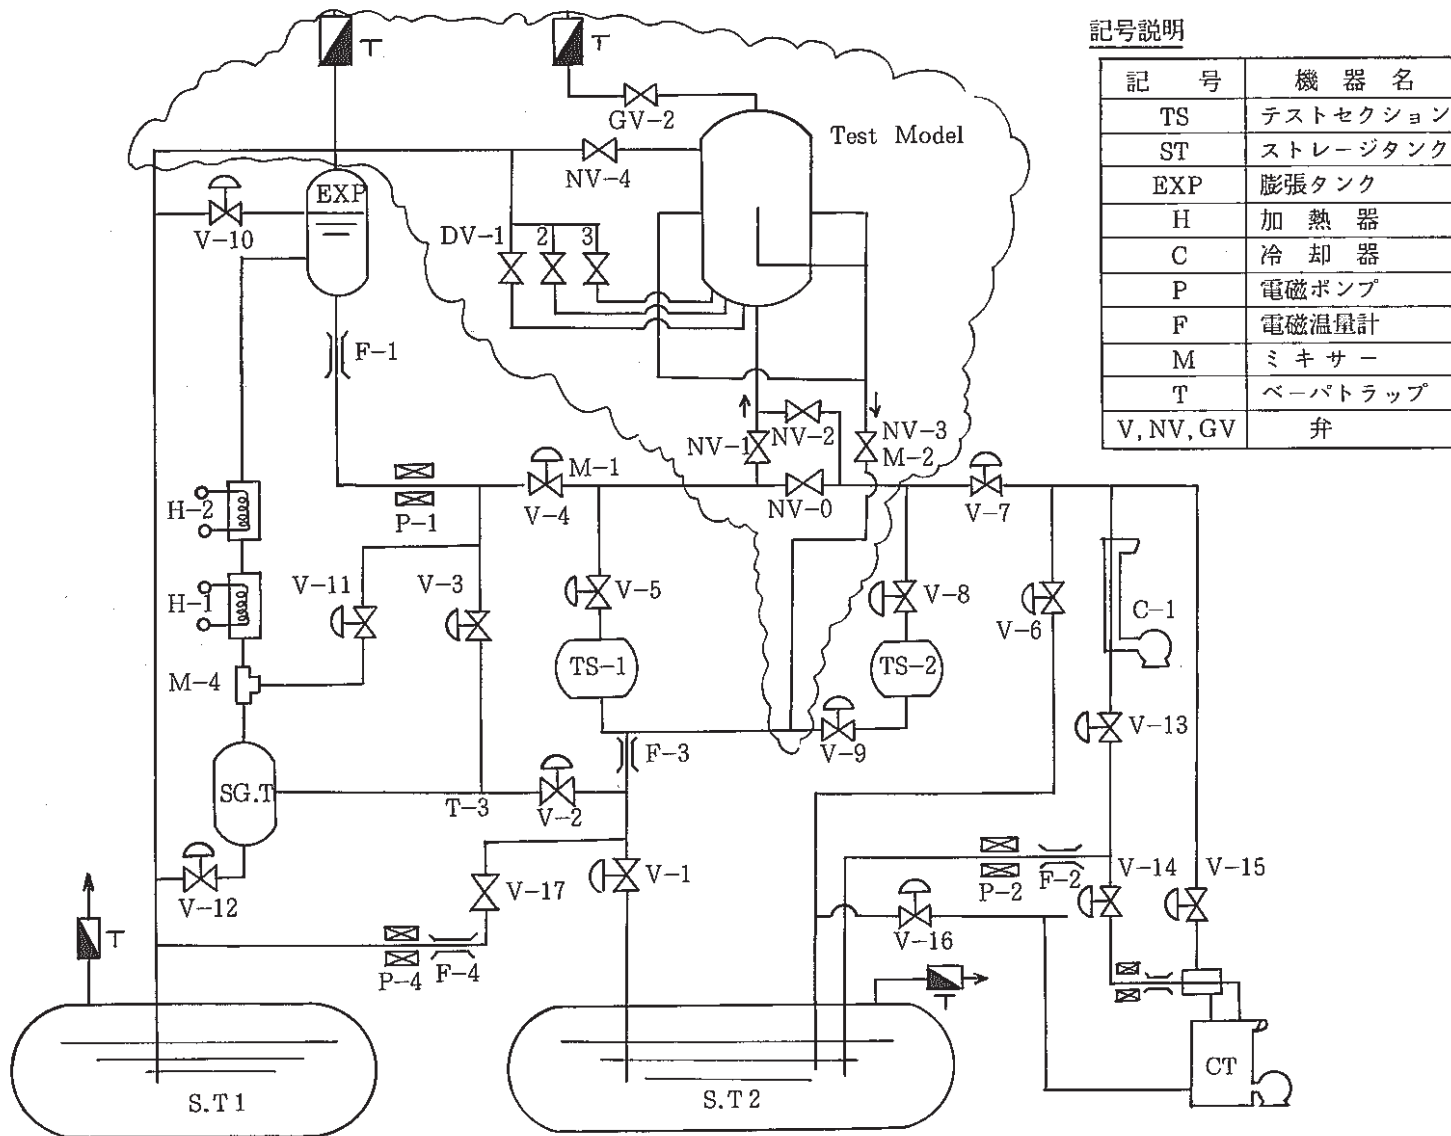 記号説明
記 号 機 器 名
TS テストセクション
ST ストレージタンク
EXP 膨張タンク
H 加 熱 器
C 冷 却 器
P 電磁ポンプ
F 電磁温量計
M ミキサー
T ベーパトラップ
V, NV, GV 弁
T
T
GV-2
Test Model
NV-4
EXP
V-10
DV-1 2 3
F-1
NV-1
NV-2
NV-3
M-2
M-1
H-2
P-1
V-4
NV-0
V-7
V-11
V-3
V-5
V-8
V-6
C-1
H-1
M-4
TS-1
TS-2
V-13
F-3
V-9
SG.T
T-3
V-2
V-12
V-17
V-1
P-2
F-2
V-14
V-15
T
P-4
F-4
V-16
T
CT
S.T1
S.T2